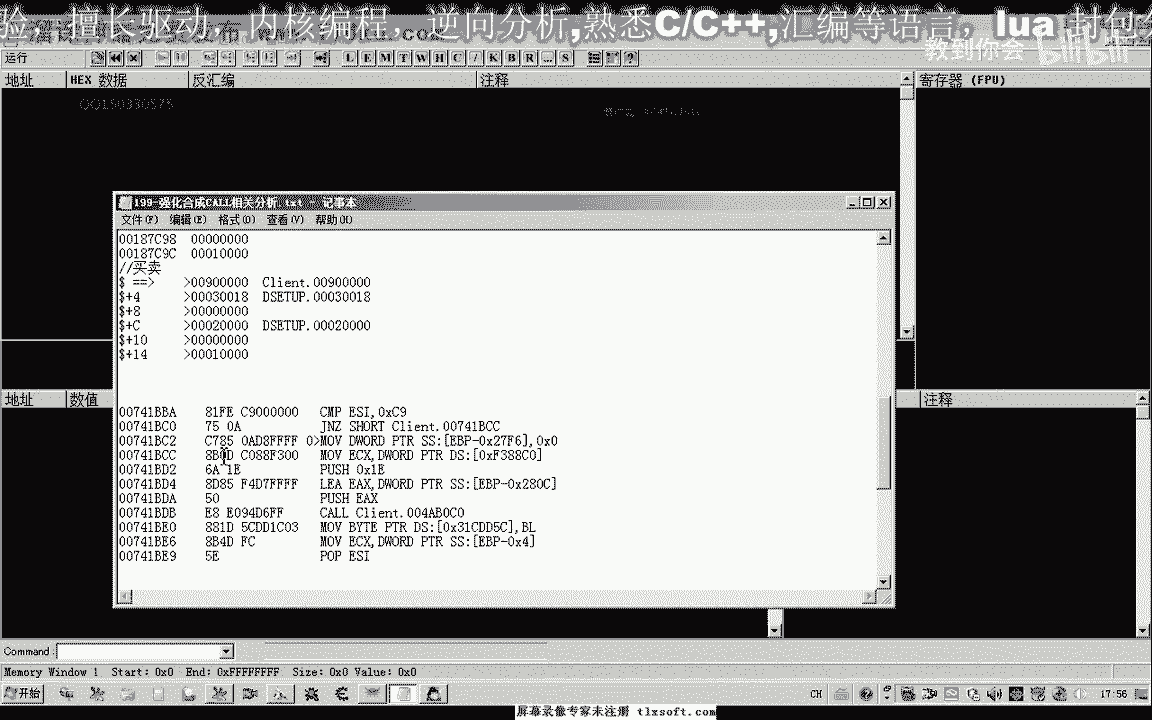 验，擅长驱动，内核编程，逆向分析,熟悉C/C++,汇编等语言，lua 封包分
教到你会 bilibili
运行
L E M T W H C / K B R ... S
地址 HEX 数据 反汇编 注释 寄存器 (FPU)
QQ150330575
199-强化合成CALL相关分析.txt - 记事本
文件(F) 编辑(E) 格式(O) 查看(V) 帮助(H)
00187C98 00000000
00187C9C 00010000
//买卖
$ ==> >00900000 Client.00900000
$+4 >00030018 DSETUP.00030018
$+8 >00000000
$+C >00020000 DSETUP.00020000
$+10 >00000000
$+14 >00010000
地址 数值 注释
00741BBA 81FE C9000000 CMP ESI,0xC9
00741BC0 75 0A JNZ SHORT Client.00741BCC
00741BC2 C785 0AD8FFFF 0>MOV DWORD PTR SS:[EBP-0x27F6],0x0
00741BCC 8B0D C088F300 MOV ECX,DWORD PTR DS:[0xF388C0]
00741BD2 6A 1E PUSH 0x1E
00741BD4 8D85 F4D7FFFF LEA EAX,DWORD PTR SS:[EBP-0x280C]
00741BDA 50 PUSH EAX
00741BDB E8 E094D6FF CALL Client.004AB0C0
00741BE0 881D 5CDD1C03 MOV BYTE PTR DS:[0x31CDD5C],BL
00741BE6 8B4D FC MOV ECX,DWORD PTR SS:[EBP-0x4]
00741BE9 5E POP ESI
Command:
Memory Window 1 Start: 0x0 End: 0xFFFFFFFF Size: 0x0 Value: 0x0
开始 CH 17:56
屏幕录像专家未注册 tlxsoft.com